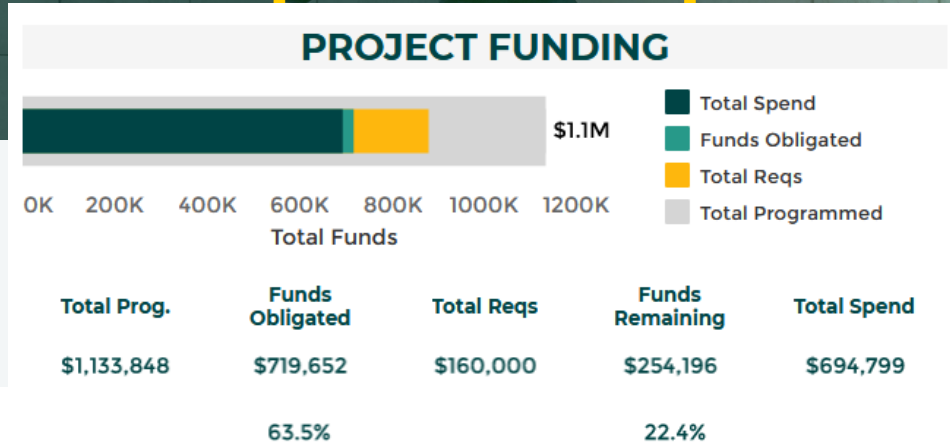 PROJECT FUNDING
$1.1M
Total Spend
Funds Obligated
Total Reqs
Total Programmed
0K 200K 400K 600K 800K 1000K 1200K
Total Funds
Total Prog.
Funds
Obligated
Total Reqs
Funds
Remaining
Total Spend
$1,133,848 $719,652 $160,000 $254,196 $694,799
63.5% 22.4%